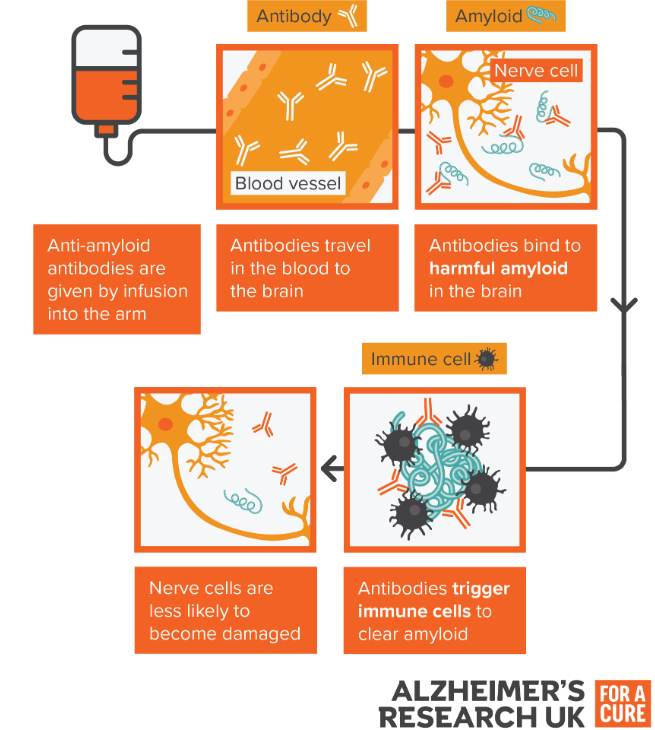 Antibody
Amyloid
Nerve cell
Blood vessel
Anti-amyloid
antibodies are
given by infusion
into the arm
Antibodies travel
in the blood to
the brain
Antibodies bind to
harmful amyloid
in the brain
Immune cell
Antibodies trigger
immune cells to
clear amyloid
Nerve cells are
less likely to
become damaged
ALZHEIMER'S
RESEARCH UK
FOR A
CURE